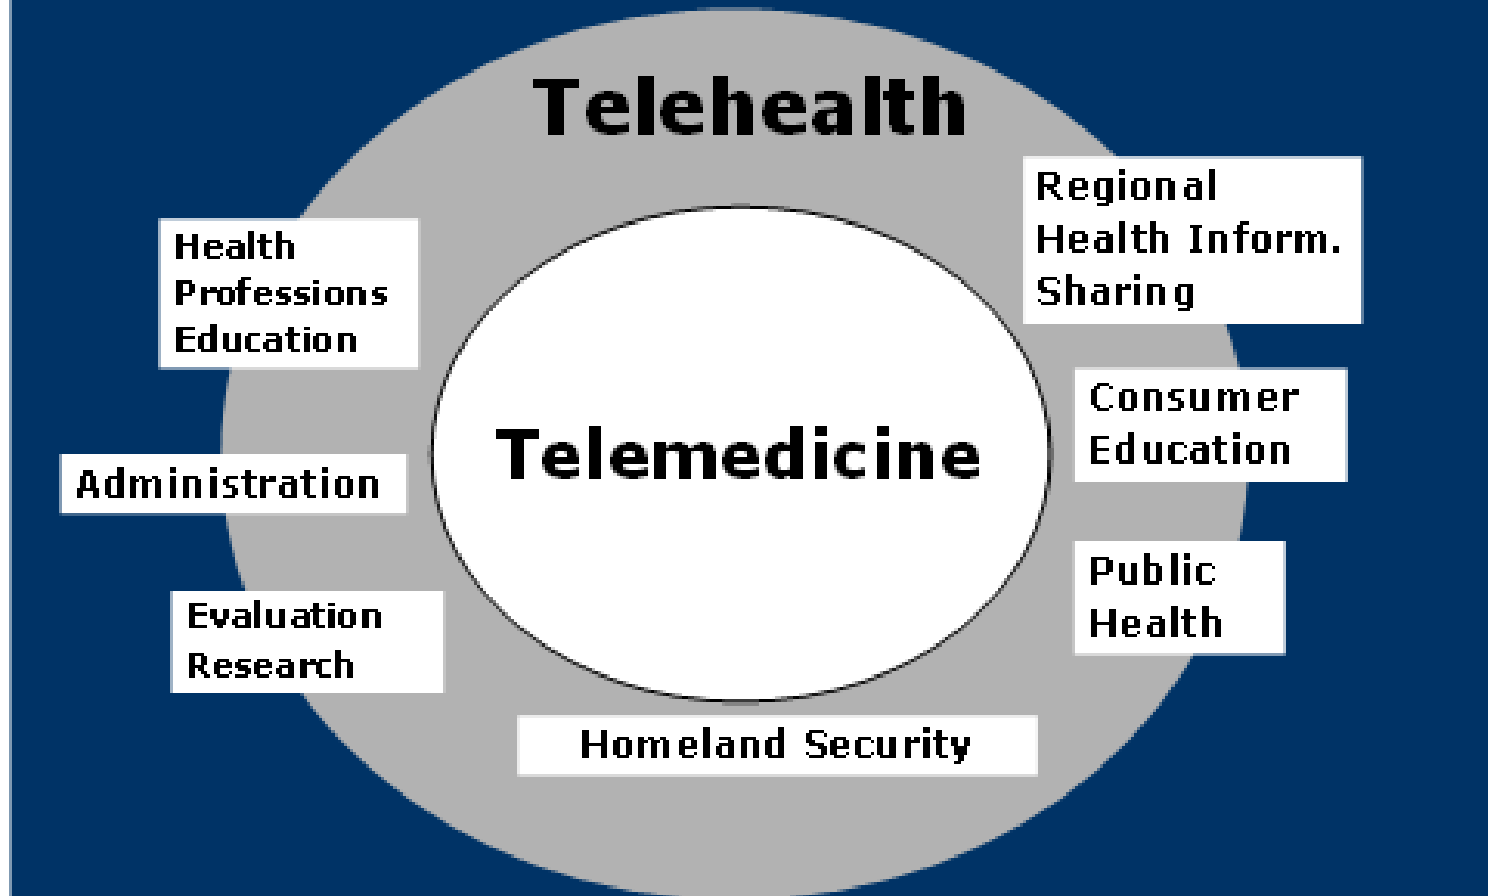 Telehealth
Regional
Health Inform.
Sharing
Health
Professions
Education
Consumer
Education
Telemedicine
Administration
Public
Health
Evaluation
Research
Homeland Security